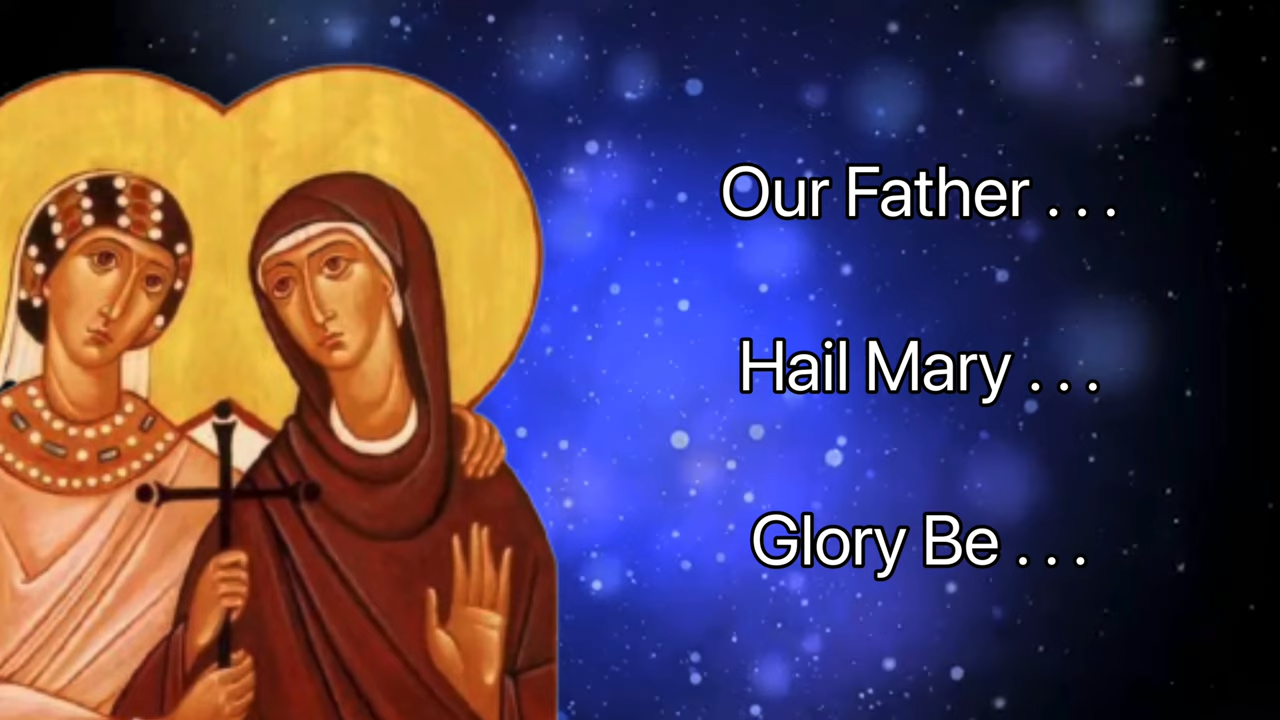 Our Father . . .
Hail Mary . . .
Glory Be . . .